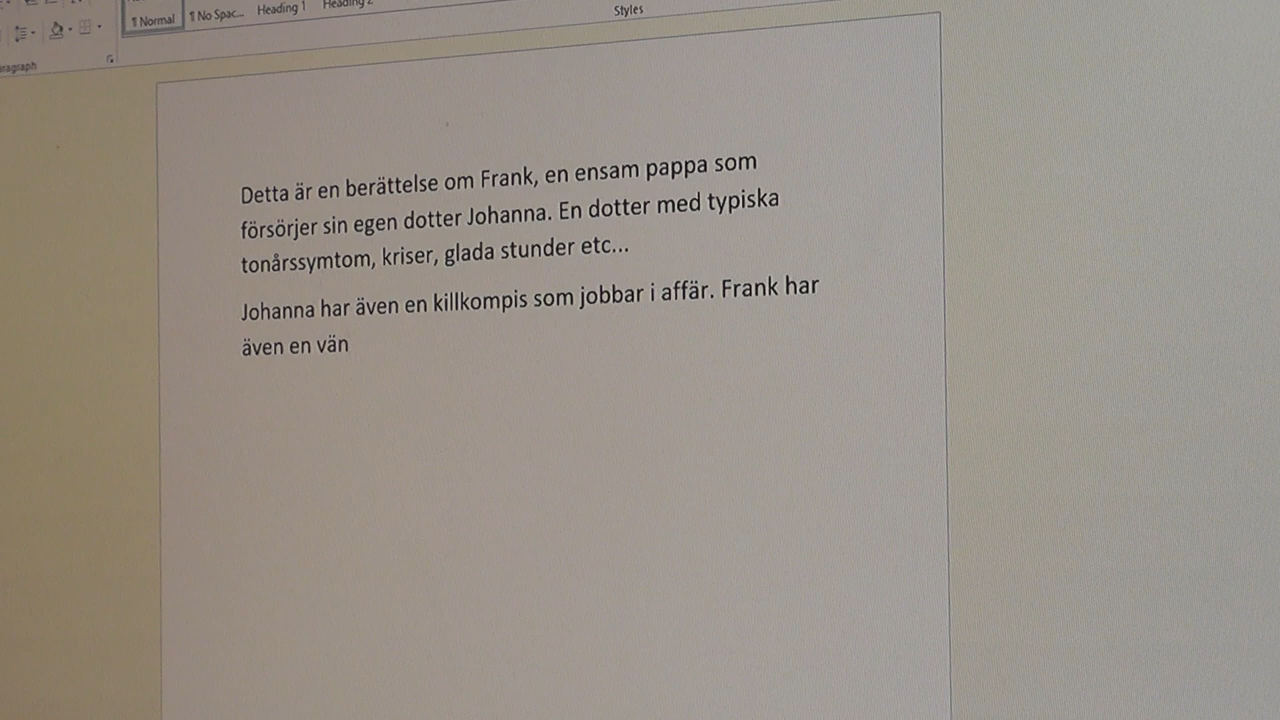 ¶ Normal ¶ No Spac... Heading 1 Heading 2
Styles
Detta är en berättelse om Frank, en ensam pappa som
försörjer sin egen dotter Johanna. En dotter med typiska
tonårssymtom, kriser, glada stunder etc...
Johanna har även en killkompis som jobbar i affär. Frank har
även en vän